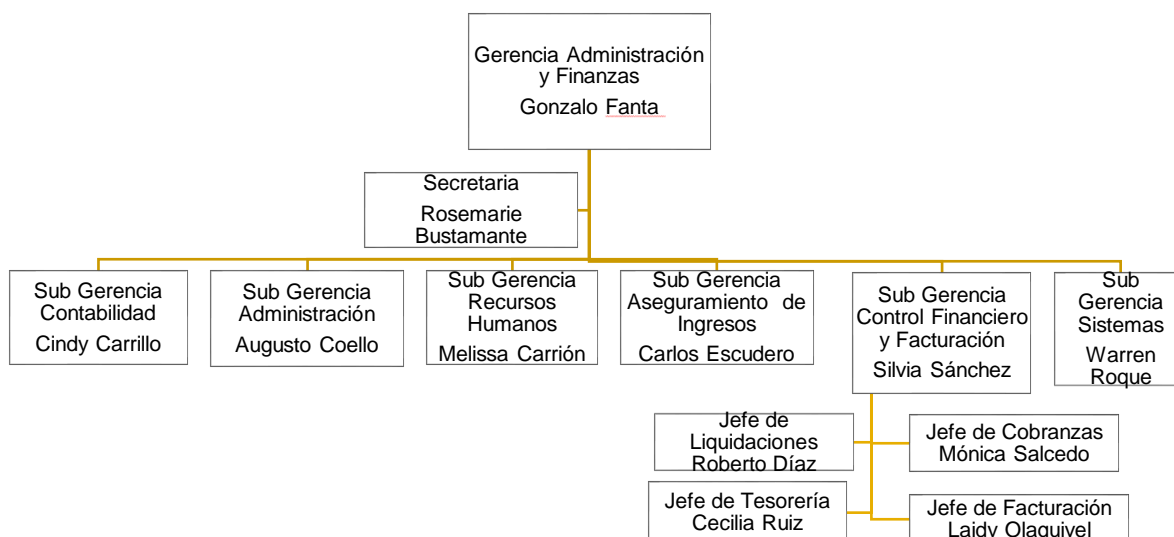 Gerencia Administración
y Finanzas
Gonzalo Fanta
Secretaria
Rosemarie
Bustamante
Sub Gerencia
Contabilidad
Cindy Carrillo
Sub Gerencia
Administración
Augusto Coello
Sub Gerencia
Recursos
Humanos
Melissa Carrión
Sub Gerencia
Aseguramiento de
Ingresos
Carlos Escudero
Sub Gerencia
Control Financiero
y Facturación
Silvia Sánchez
Sub
Gerencia
Sistemas
Warren
Roque
Jefe de
Liquidaciones
Roberto Díaz
Jefe de Cobranzas
Mónica Salcedo
Jefe de Tesorería
Cecilia Ruiz
Jefe de Facturación
Laidy Olaguivel